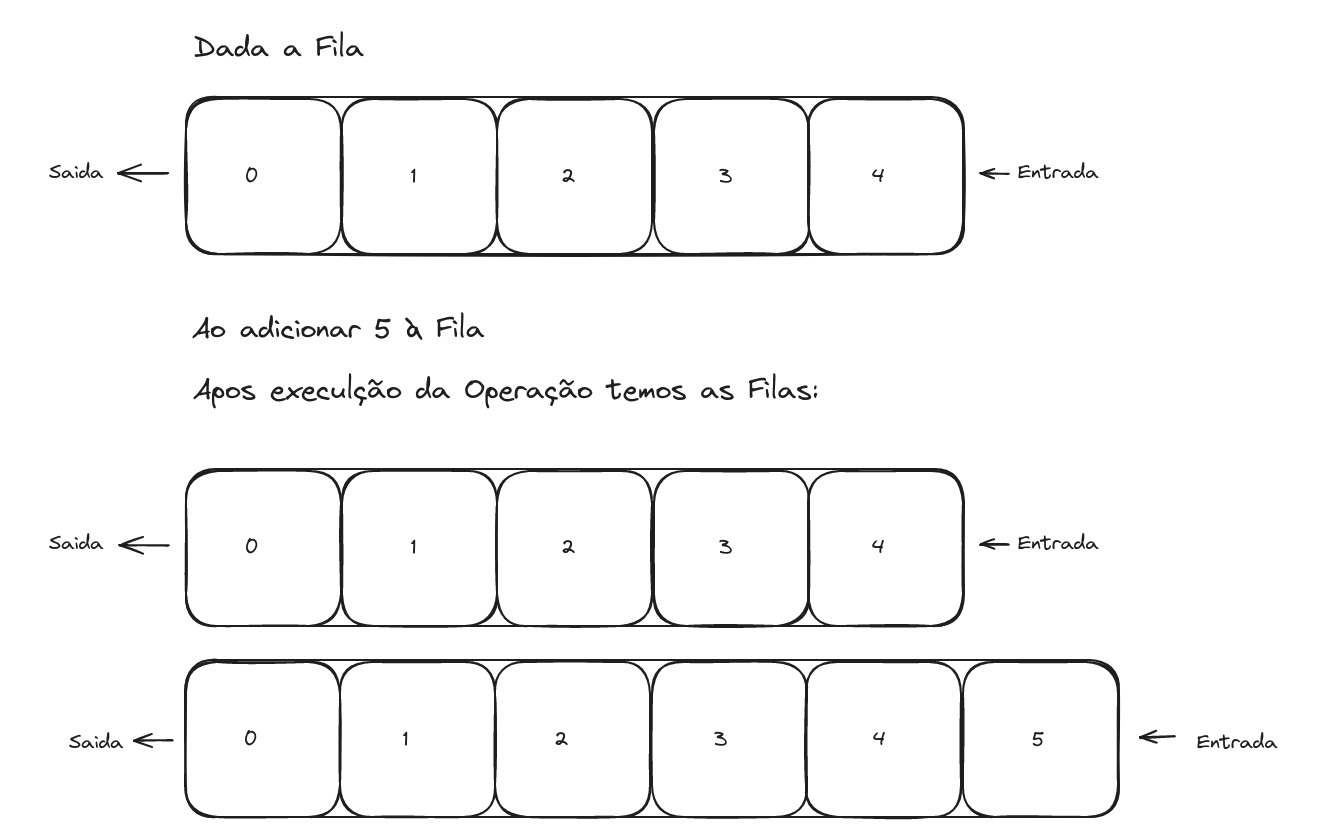 Dada a Fila
Saida 0 1 2 3 4 Entrada
Ao adicionar 5 à Fila
Apos execulção da Operação temos as Filas:
Saida 0 1 2 3 4 Entrada
Saida 0 1 2 3 4 5 Entrada